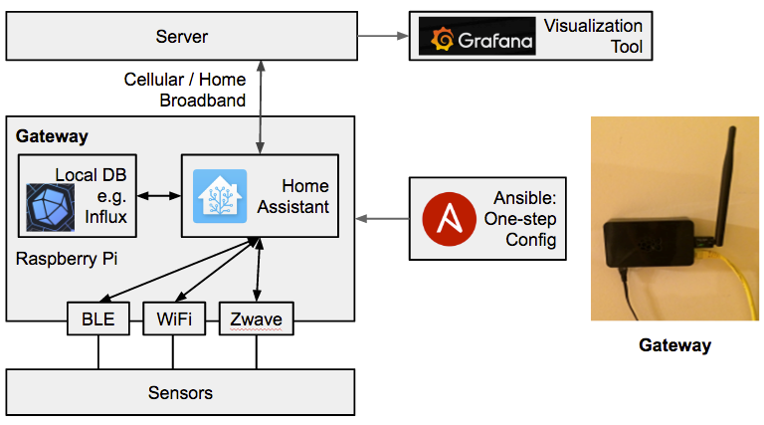 Server
Grafana
Visualization
Tool
Cellular / Home
Broadband
Gateway
Local DB
e.g.
Influx
Home
Assistant
Ansible:
One-step
Config
Raspberry Pi
BLE
WiFi
Zwave
Sensors
Gateway